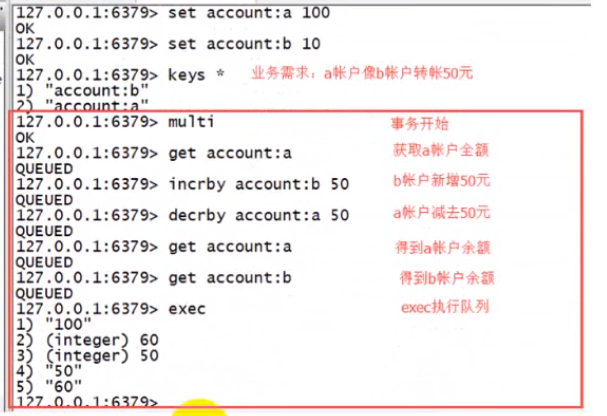 127.0.0.1:6379> set account:a 100
OK
127.0.0.1:6379> set account:b 10
OK
127.0.0.1:6379> keys * 业务需求：a帐户像b帐户转帐50元
1) "account:b"
2) "account:a"
127.0.0.1:6379> multi 事务开始
OK
127.0.0.1:6379> get account:a 获取a帐户全额
QUEUED
127.0.0.1:6379> incrby account:b 50 b帐户新增50元
QUEUED
127.0.0.1:6379> decrby account:a 50 a帐户减去50元
QUEUED
127.0.0.1:6379> get account:a 得到a帐户余额
QUEUED
127.0.0.1:6379> get account:b 得到b帐户余额
QUEUED
127.0.0.1:6379> exec exec执行队列
1) "100"
2) (integer) 60
3) (integer) 50
4) "50"
5) "60"
127.0.0.1:6379>